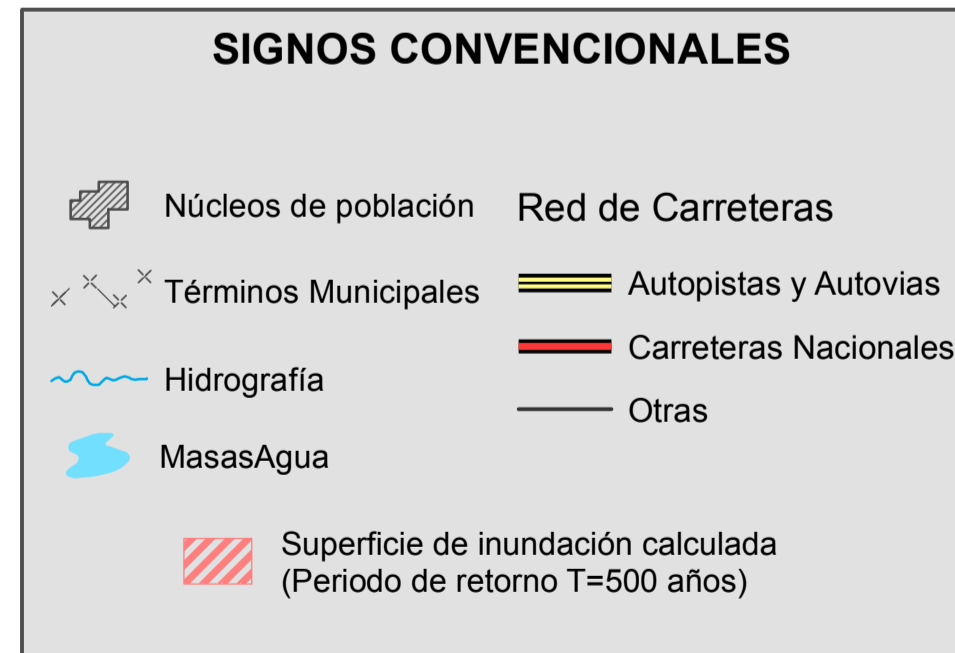 SIGNOS CONVENCIONALES
Núcleos de población
Términos Municipales
Hidrografía
MasasAgua
Red de Carreteras
Autopistas y Autovias
Carreteras Nacionales
Otras
Superficie de inundación calculada
(Periodo de retorno T=500 años)